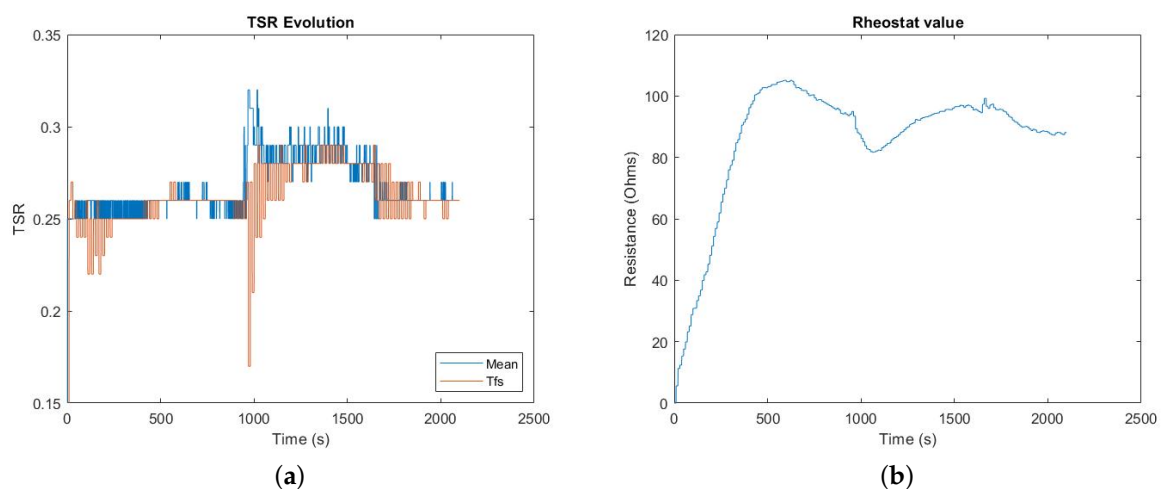 TSR Evolution
0.35
0.3
0.25
0.2
0.15
TSR
0
500
1000
1500
2000
2500
Time (s)
Mean
Tfs
(a)
Rheostat value
120
100
80
60
40
20
0
Resistance (Ohms)
0
500
1000
1500
2000
2500
Time (s)
(b)